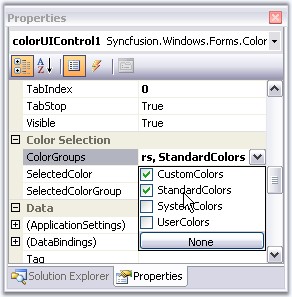 Properties
colorUIControl1 Syncfusion.Windows.Forms.Color
TabIndex 0
TabStop True
Visible True
Color Selection
ColorGroups rs, StandardColors
SelectedColor CustomColors
SelectedColorGroup StandardColors
Data SystemColors
(ApplicationSettings) UserColors
(DataBindings) None
Tag
Solution Explorer Properties